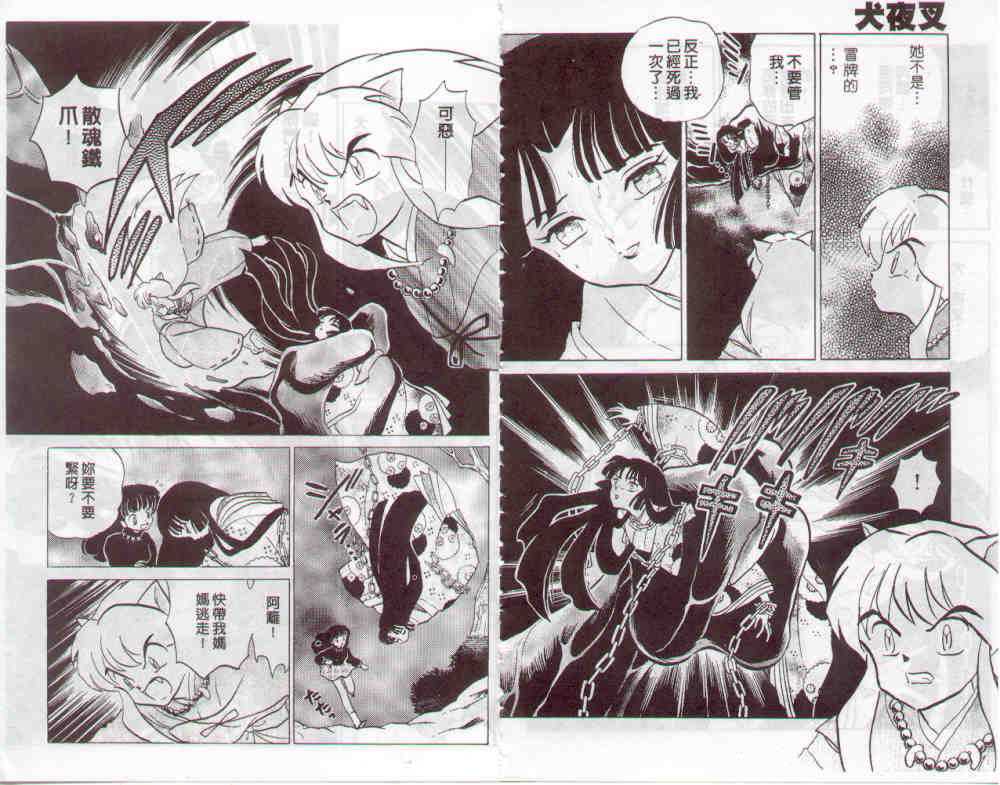 犬夜叉
她不是…
冒牌的
…？
不要管
我…
反正…我
已經死過
一次了…
！
可惡——
散魂鐵
爪！
妳要不要
緊呀？
阿籬！
快帶我媽
媽逃走！